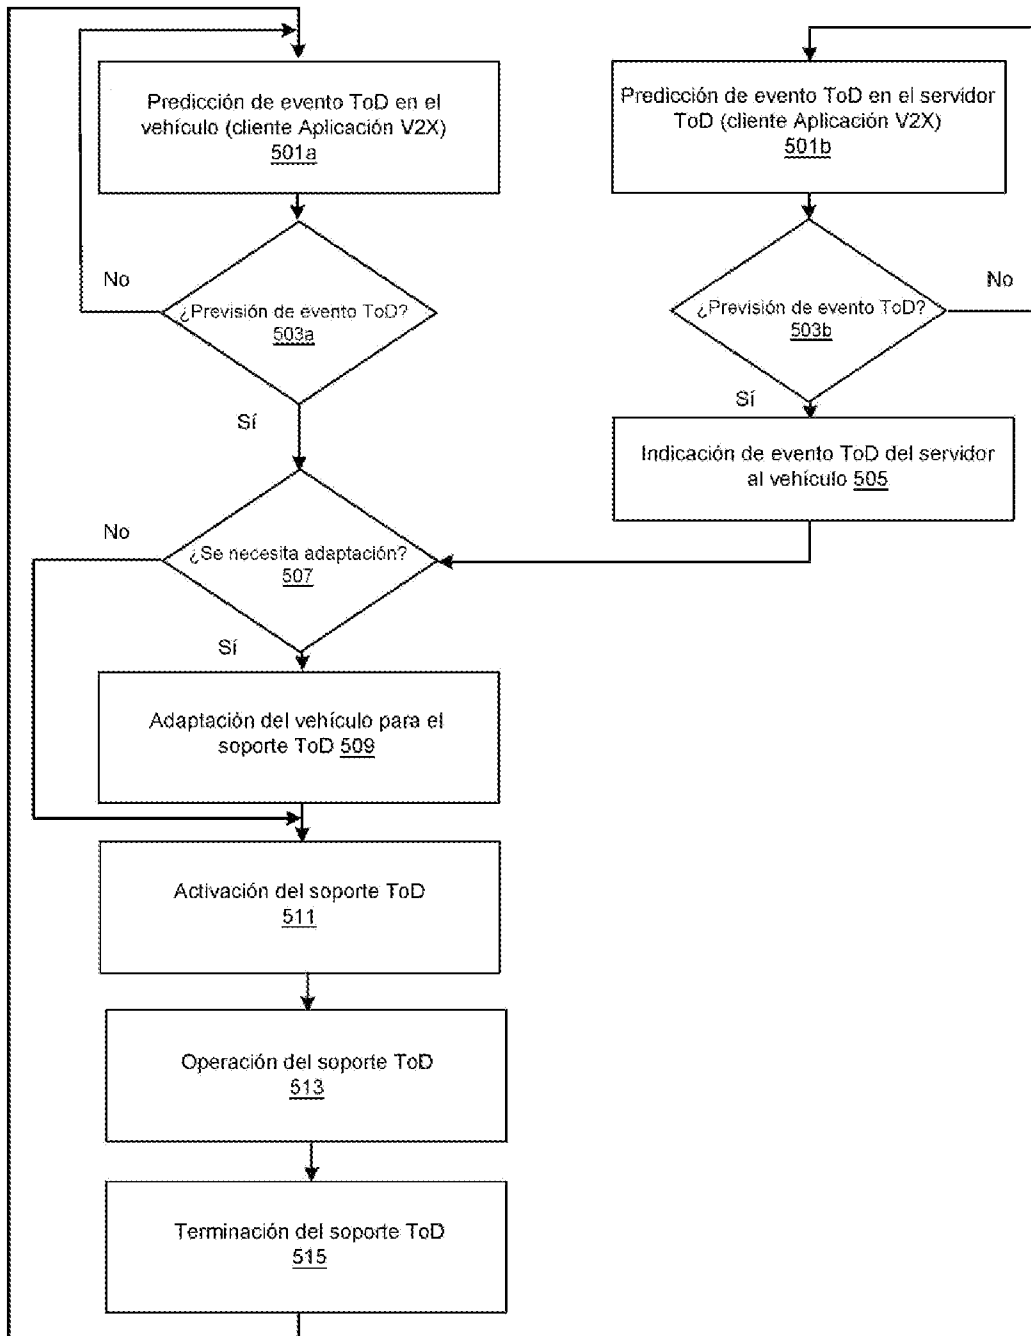 Predicción de evento ToD en el
vehículo (cliente Aplicación V2X)
501a
No
¿Previsión de evento ToD?
503a
Sí
Predicción de evento ToD en el servidor
ToD (cliente Aplicación V2X)
501b
¿Previsión de evento ToD?
503b
No
Sí
Indicación de evento ToD del servidor
al vehículo 505
No
¿Se necesita adaptación?
507
Sí
Adaptación del vehículo para el
soporte ToD 509
Activación del soporte ToD
511
Operación del soporte ToD
513
Terminación del soporte ToD
515